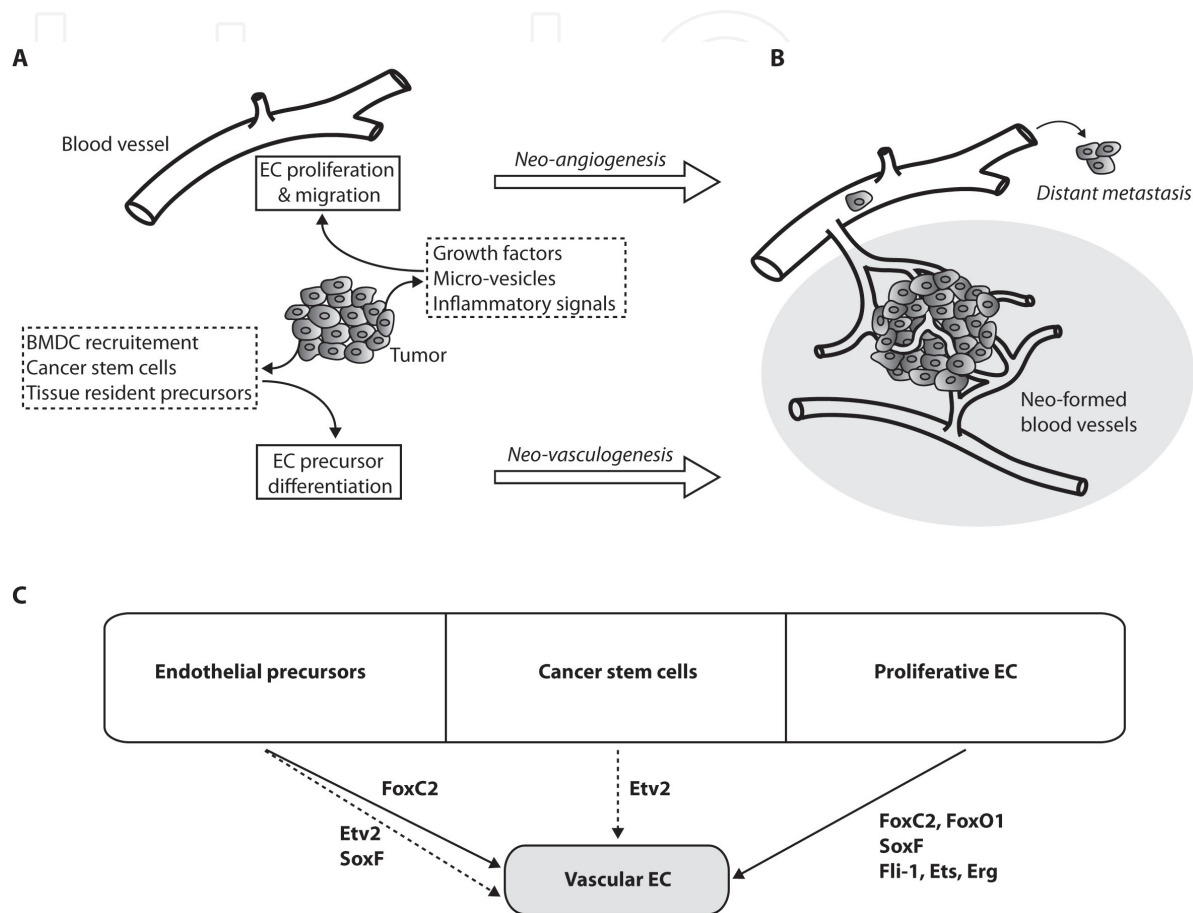 A
B
Blood vessel
EC proliferation
& migration
Neo-angiogenesis
Distant metastasis
Growth factors
Micro-vesicles
Inflammatory signals
BMDC recruitement
Cancer stem cells
Tissue resident precursors
Tumor
EC precursor
differentiation
Neo-vasculogenesis
Neo-formed
blood vessels
C
Endothelial precursors
Cancer stem cells
Proliferative EC
FoxC2
Etv2
SoxF
Etv2
FoxC2, FoxO1
SoxF
Fli-1, Ets, Erg
Vascular EC